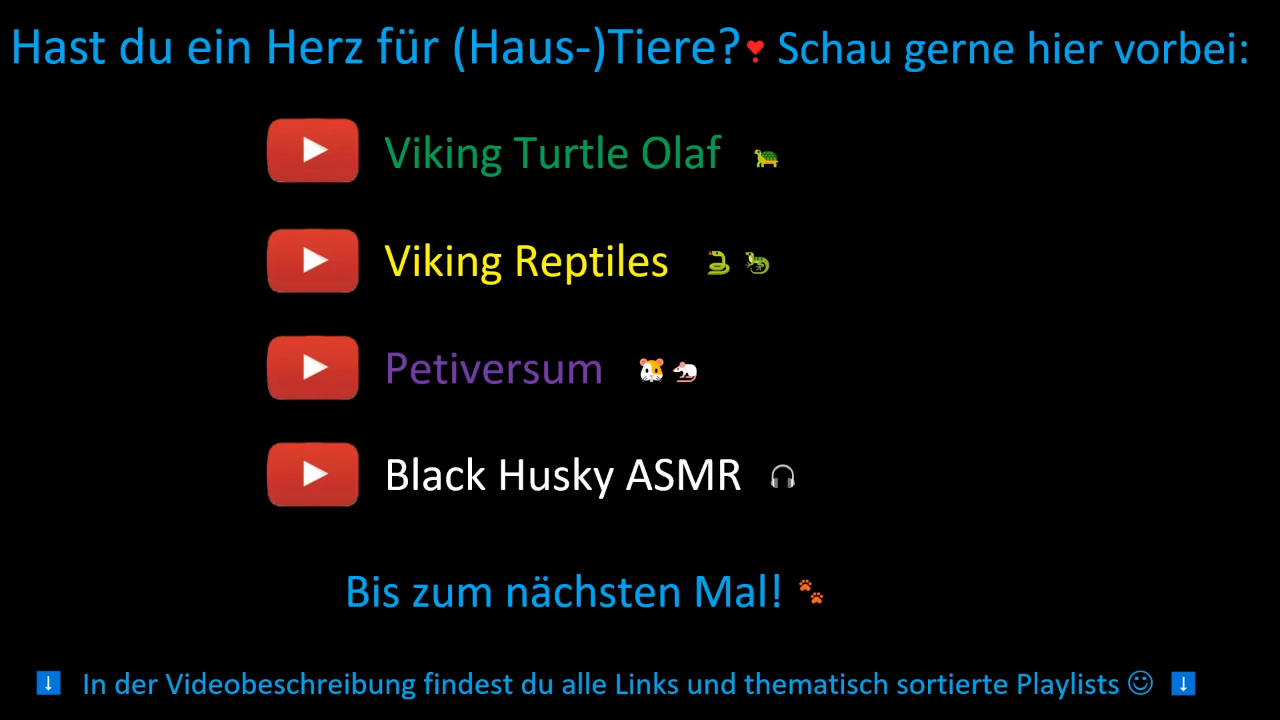 Hast du ein Herz für (Haus-)Tiere?❣ Schau gerne hier vorbei:
Viking Turtle Olaf 🐢
Viking Reptiles 🐍 🐉
Petiversum 🐹 🐁
Black Husky ASMR 🎧
Bis zum nächsten Mal! 🐾
⬇ In der Videobeschreibung findest du alle Links und thematisch sortierte Playlists ☺ ⬇